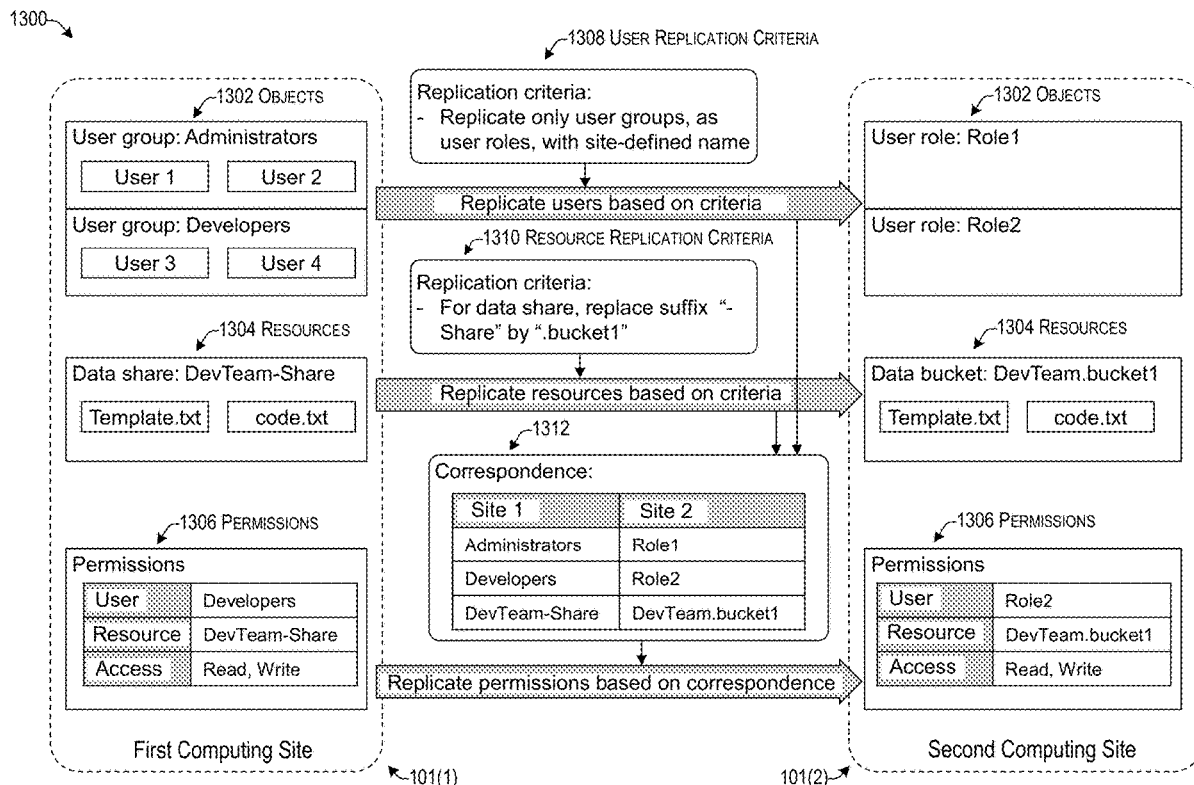 1300
1308 USER REPLICATION CRITERIA
1302 OBJECTS
User group: Administrators
User 1
User 2
User group: Developers
User 3
User 4
Replication criteria:
- Replicate only user groups, as
user roles, with site-defined name
Replicate users based on criteria
1302 OBJECTS
User role: Role1
User role: Role2
1310 RESOURCE REPLICATION CRITERIA
Replication criteria:
- For data share, replace suffix "-
Share" by ".bucket1"
1304 RESOURCES
Data share: DevTeam-Share
Template.txt
code.txt
Replicate resources based on criteria
1304 RESOURCES
Data bucket: DevTeam.bucket1
Template.txt
code.txt
1312
Correspondence:
Site 1 Site 2
Administrators Role1
Developers Role2
DevTeam-Share DevTeam.bucket1
1306 PERMISSIONS
Permissions
User Developers
Resource DevTeam-Share
Access Read, Write
Replicate permissions based on correspondence
1306 PERMISSIONS
Permissions
User Role2
Resource DevTeam.bucket1
Access Read, Write
First Computing Site
Second Computing Site
101(1)
101(2)